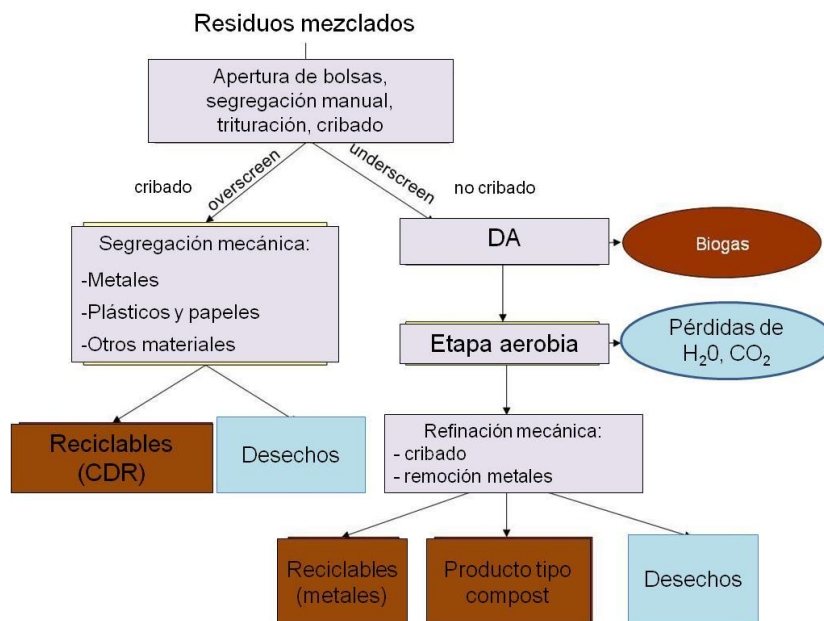 Residuos mezclados
Apertura de bolsas,
segregación manual,
trituración, cribado
cribado
overscreen
underscreen
no cribado
Segregación mecánica:
-Metales
-Plásticos y papeles
-Otros materiales
DA
Biogas
Etapa aerobia
Pérdidas de
H₂0, CO₂
Reciclables
(CDR)
Desechos
Refinación mecánica:
- cribado
- remoción metales
Reciclables
(metales)
Producto tipo
compost
Desechos